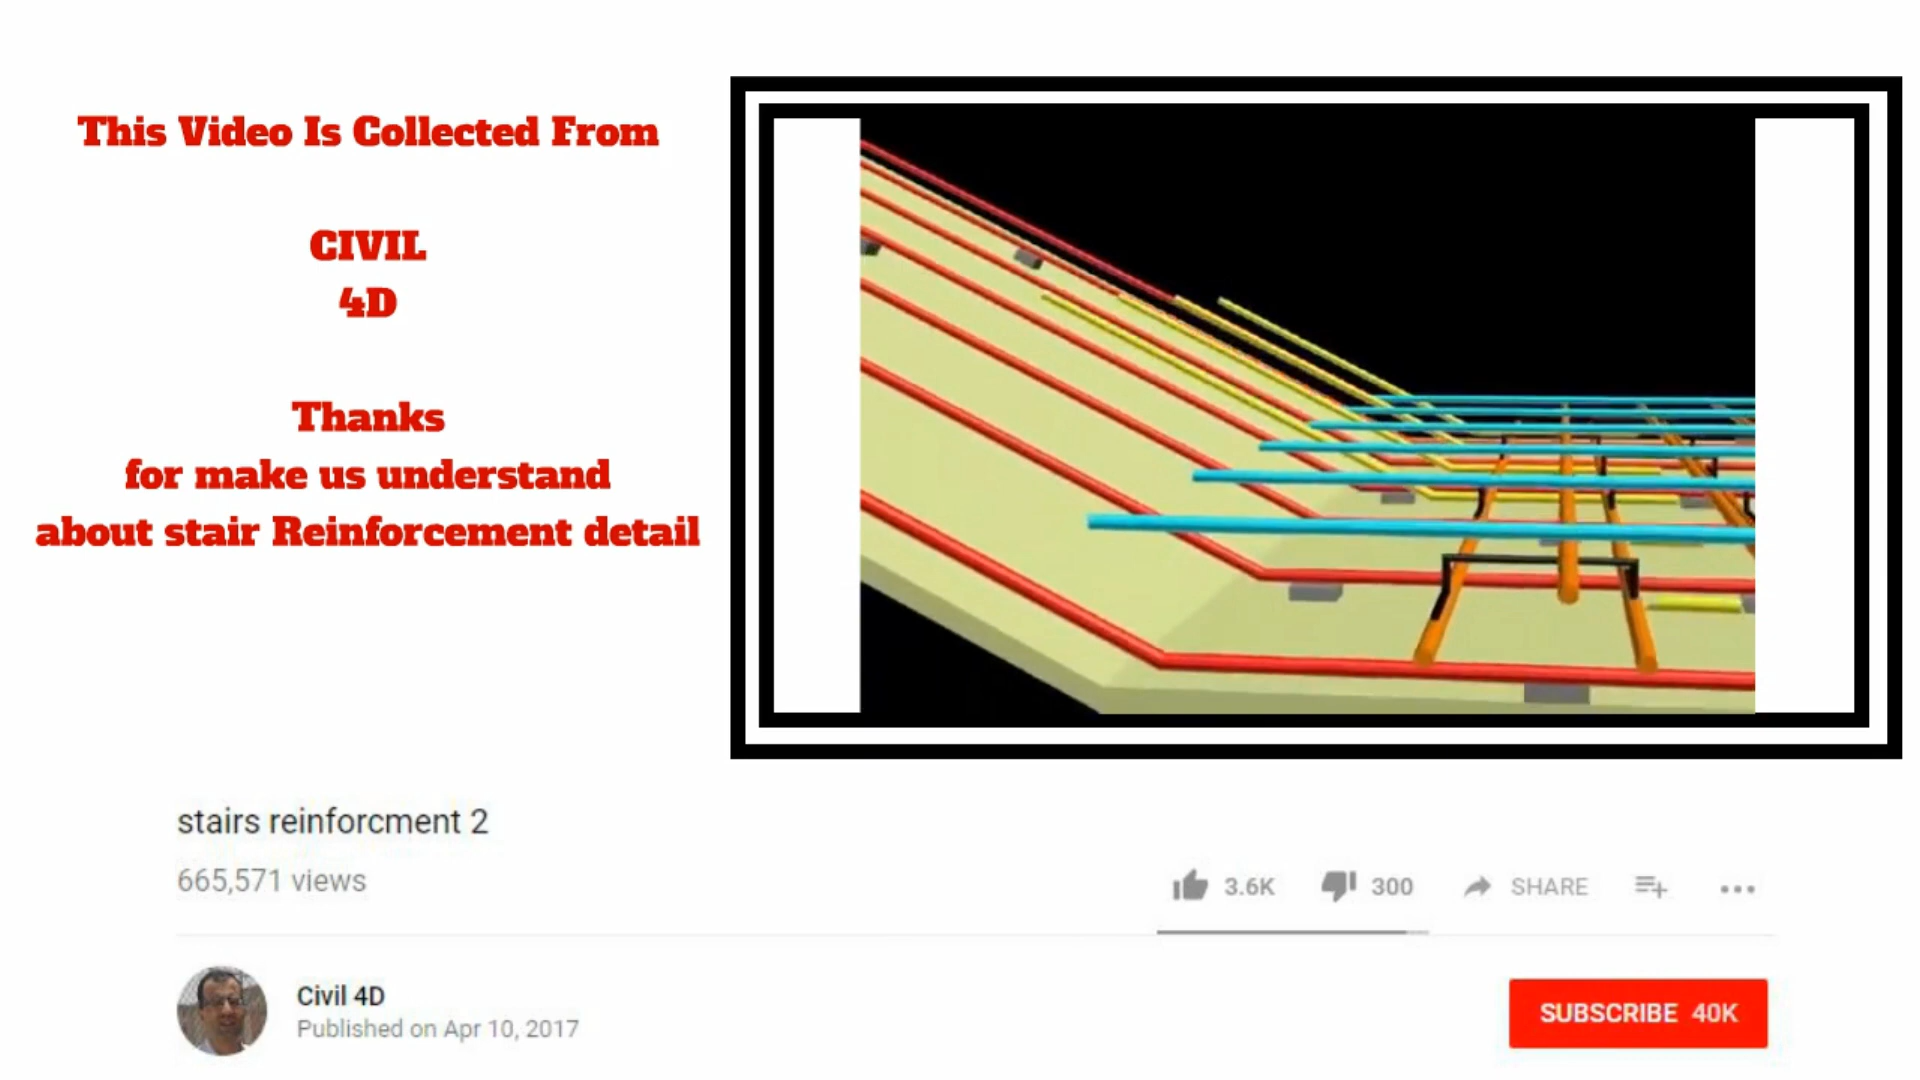 This Video Is Collected From
CIVIL
4D
Thanks
for make us understand
about stair Reinforcement detail
stairs reinforcment 2
665,571 views
3.6K
300
SHARE
Civil 4D
Published on Apr 10, 2017
SUBSCRIBE 40K